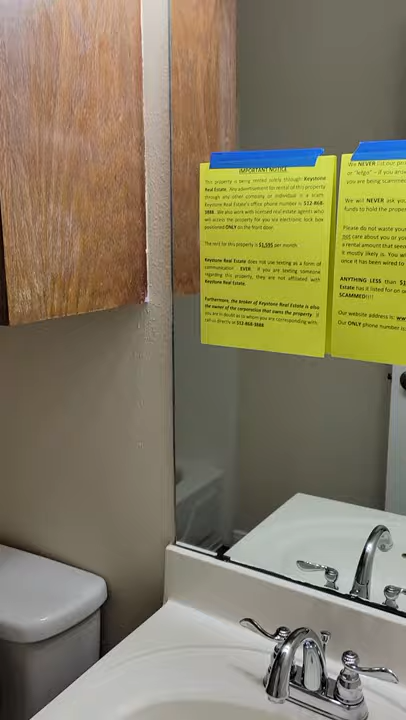 IMPORTANT NOTICE
This property is being rented solely through Keystone
Real Estate. Any advertisement for rental of this property
through any other company or individual is a scam.
Keystone Real Estate's office phone number is 512-868-
3888. We also work with licensed real estate agents who
will access the property for you via electronic lock box
positioned ONLY on the front door.
The rent for this property is $1,595 per month.
Keystone Real Estate does not use texting as a form of
communication EVER. If you are texting someone
regarding this property, they are not affiliated with
Keystone Real Estate.
Furthermore, the broker of Keystone Real Estate is also
the owner of the corporation that owns the property. If
you are in doubt as to whom you are corresponding with,
call us directly at 512-868-3888
We NEVER list our
or "letgo" – if you
you are being scammed
We will NEVER ask you
funds to hold the
Please do not waste your
not care about you or you
a rental amount that seem
it mostly likely is. You
once it has been wired to
ANYTHING LESS than
Estate has it listed for on
SCAMMED!!!!
Our website address is:
Our ONLY phone number